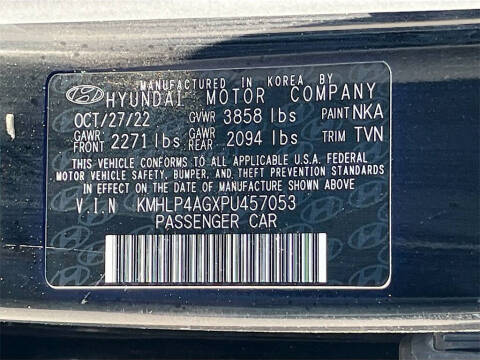 MANUFACTURED IN KOREA BY
HYUNDAI MOTOR COMPANY
OCT/27/22 GVWR 3858 lbs PAINT NKA
GAWR FRONT 2271 lbs GAWR REAR 2094 lbs TRIM TVN
THIS VEHICLE CONFORMS TO ALL APPLICABLE U.S.A. FEDERAL
MOTOR VEHICLE SAFETY, BUMPER, AND THEFT PREVENTION STANDARDS
IN EFFECT ON THE DATE OF MANUFACTURE SHOWN ABOVE
V.I.N KMHLP4AGXPU457053
PASSENGER CAR